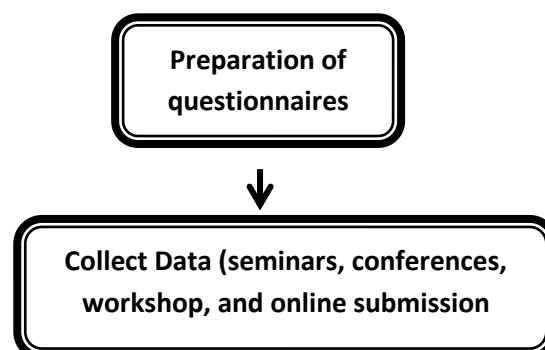 Preparation of
questionnaires
Collect Data (seminars, conferences,
workshop, and online submission